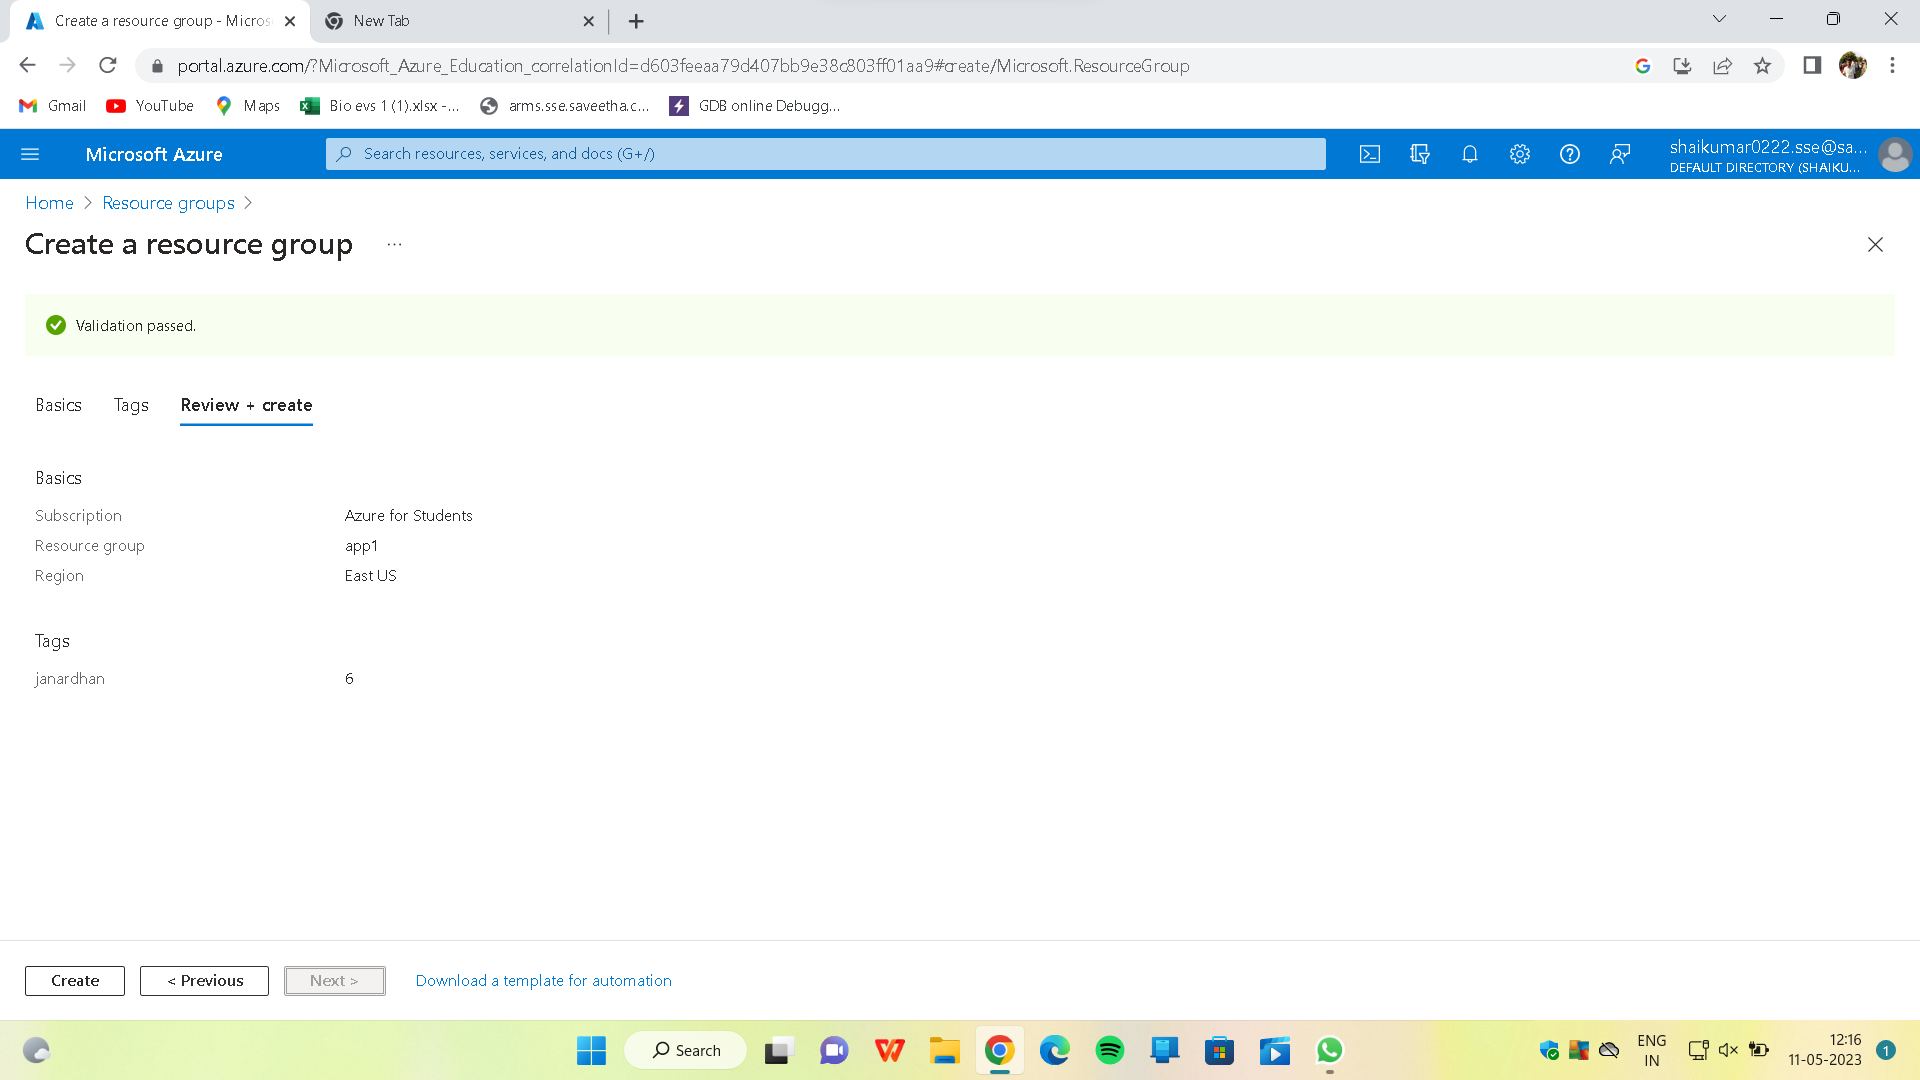 Create a resource group - Micros
New Tab
portal.azure.com/?Microsoft_Azure_Education_correlationId=d603feeaa79d407bb9e38c803ff01aa9#create/Microsoft.ResourceGroup
Gmail
YouTube
Maps
Bio evs 1 (1).xlsx -...
arms.sse.saveetha.c...
GDB online Debugg...
Microsoft Azure
Search resources, services, and docs (G+/)
shaikumar0222.sse@sa...
DEFAULT DIRECTORY (SHAIKU...
Home > Resource groups >
Create a resource group ...
Validation passed.
Basics Tags Review + create
Basics
Subscription Azure for Students
Resource group app1
Region East US
Tags
janardhan 6
Create
< Previous
Next >
Download a template for automation
Search
ENG
IN
12:16
11-05-2023
1